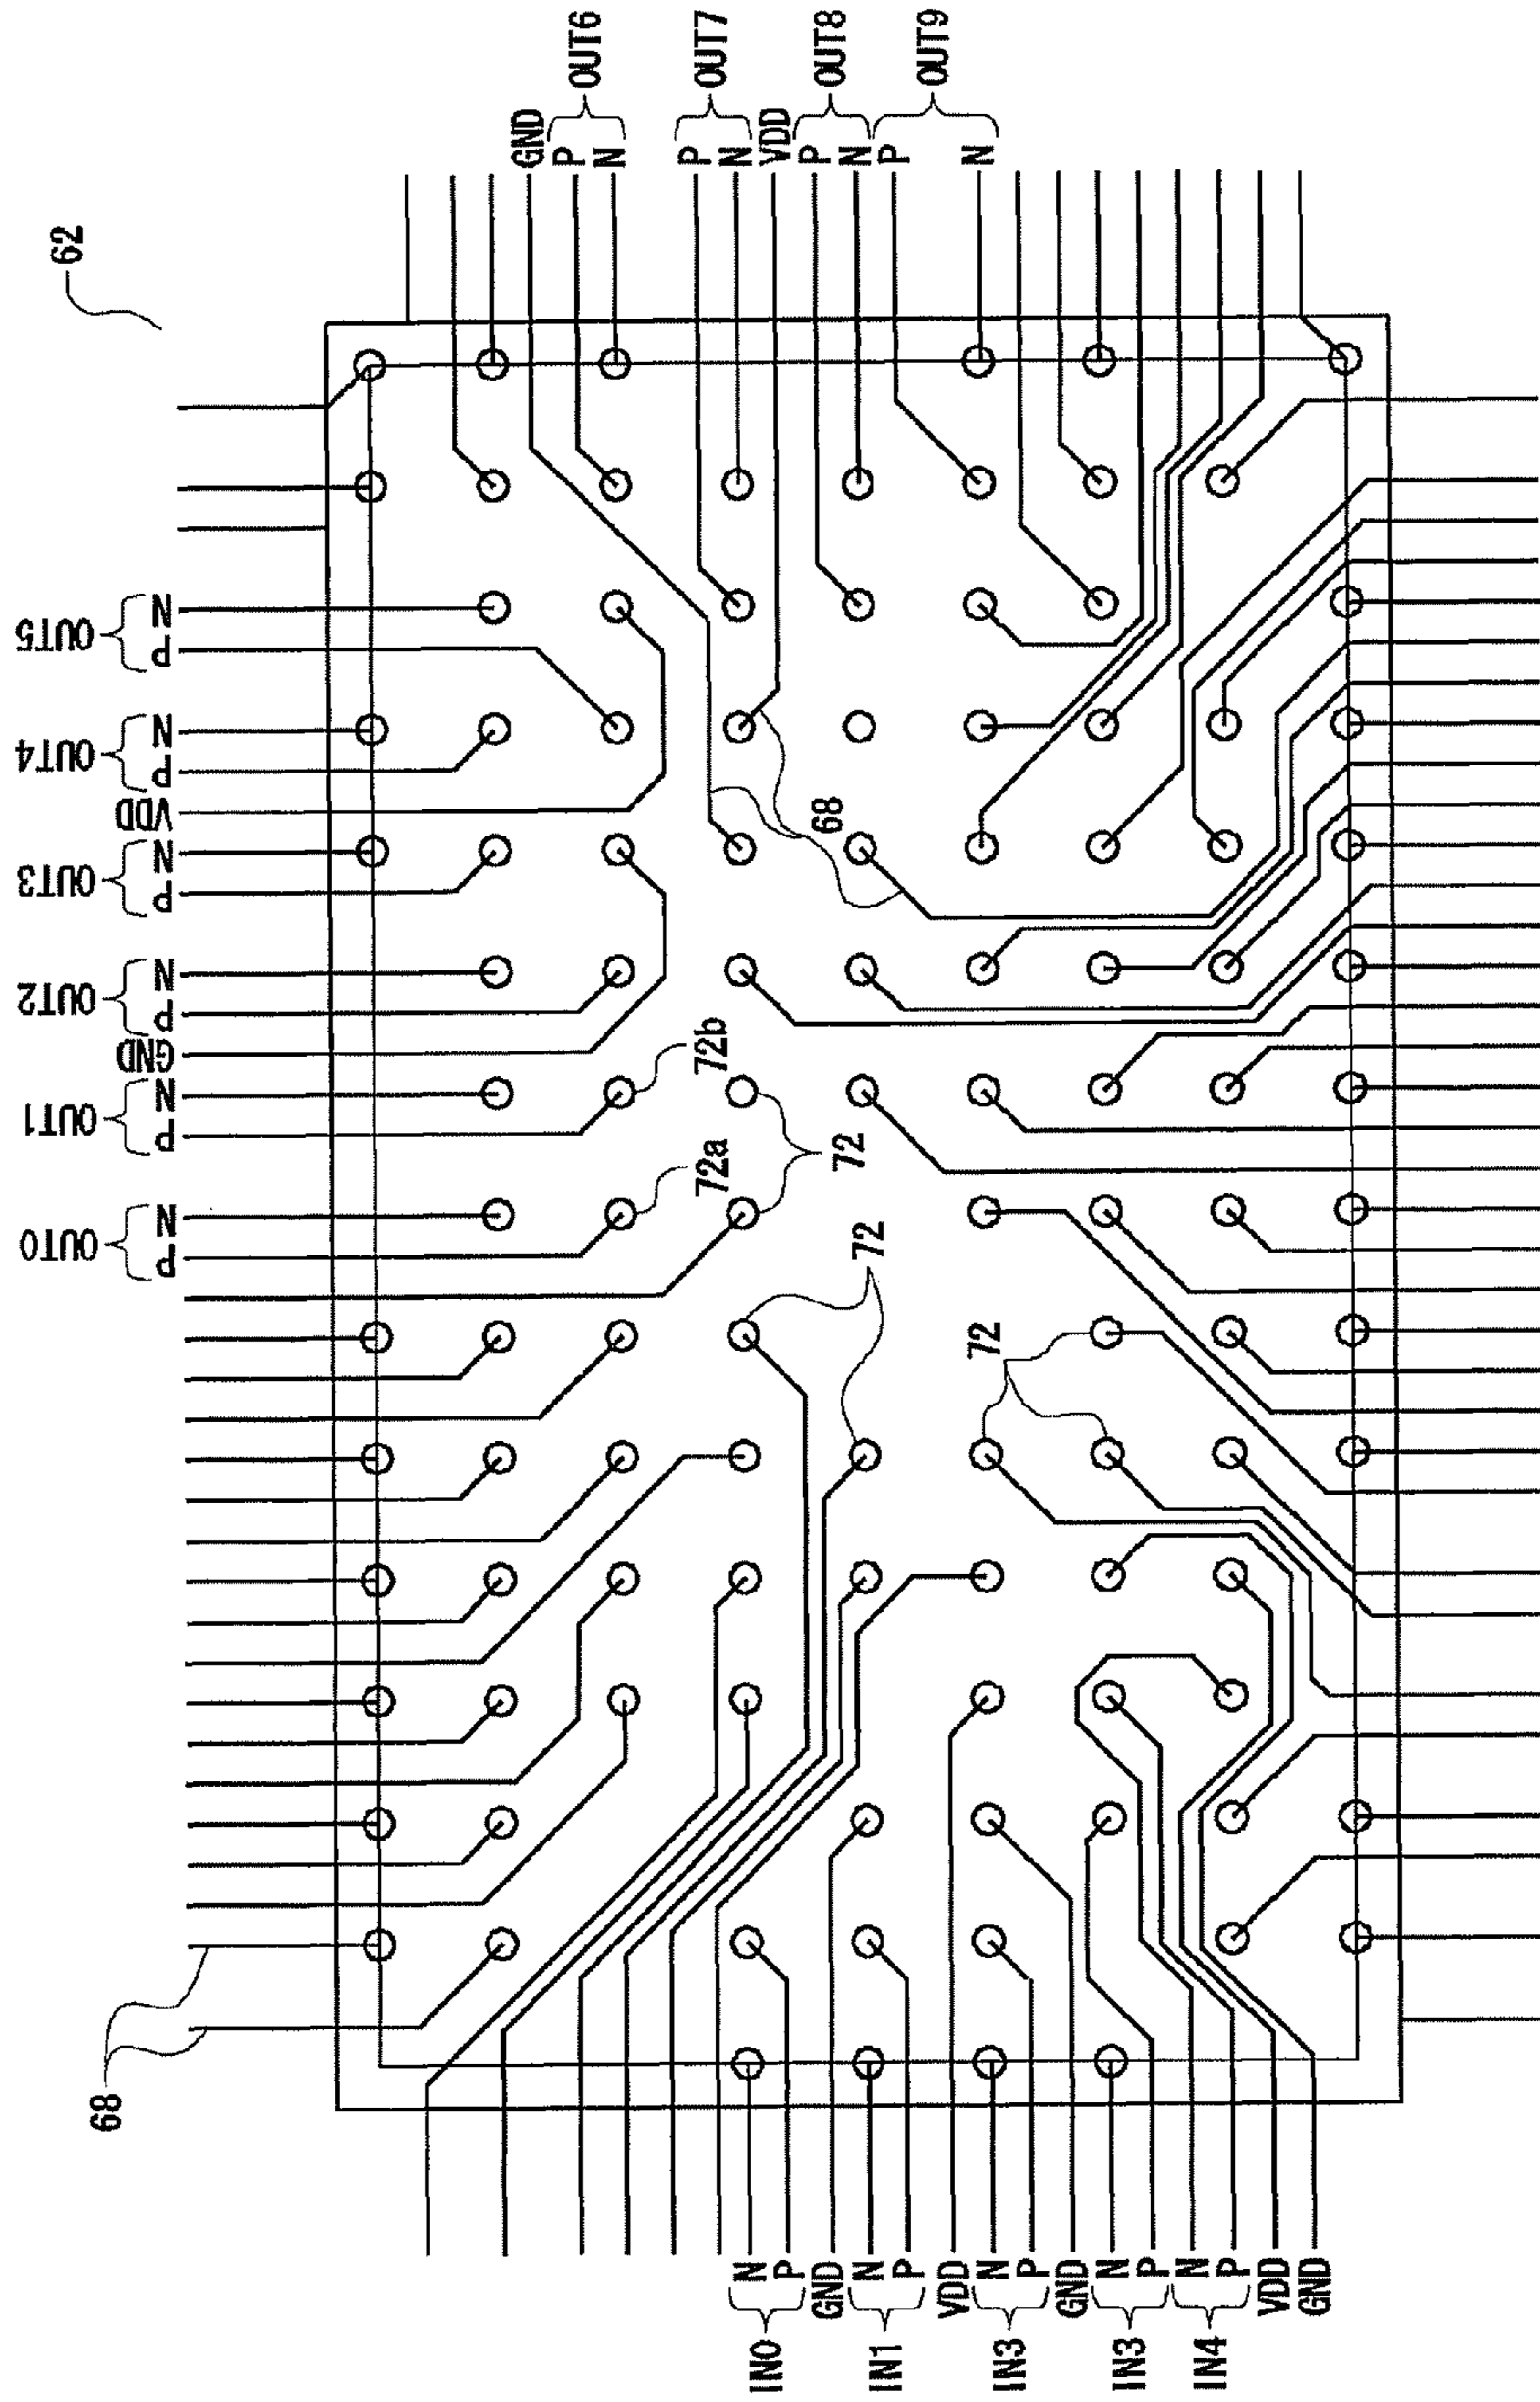 62
GND
P
N
OUT6
P
N
OUT7
VDD
P
N
OUT8
P
N
OUT9
N
P
OUT5
N
P
OUT4
VDD
N
P
OUT3
N
P
OUT2
GND
N
P
OUT1
N
P
OUT0
68
72b
72a
72
72
72
68
N
P
IN0
GND
N
P
IN1
VDD
N
P
IN3
GND
N
P
IN3
N
P
IN4
VDD
GND